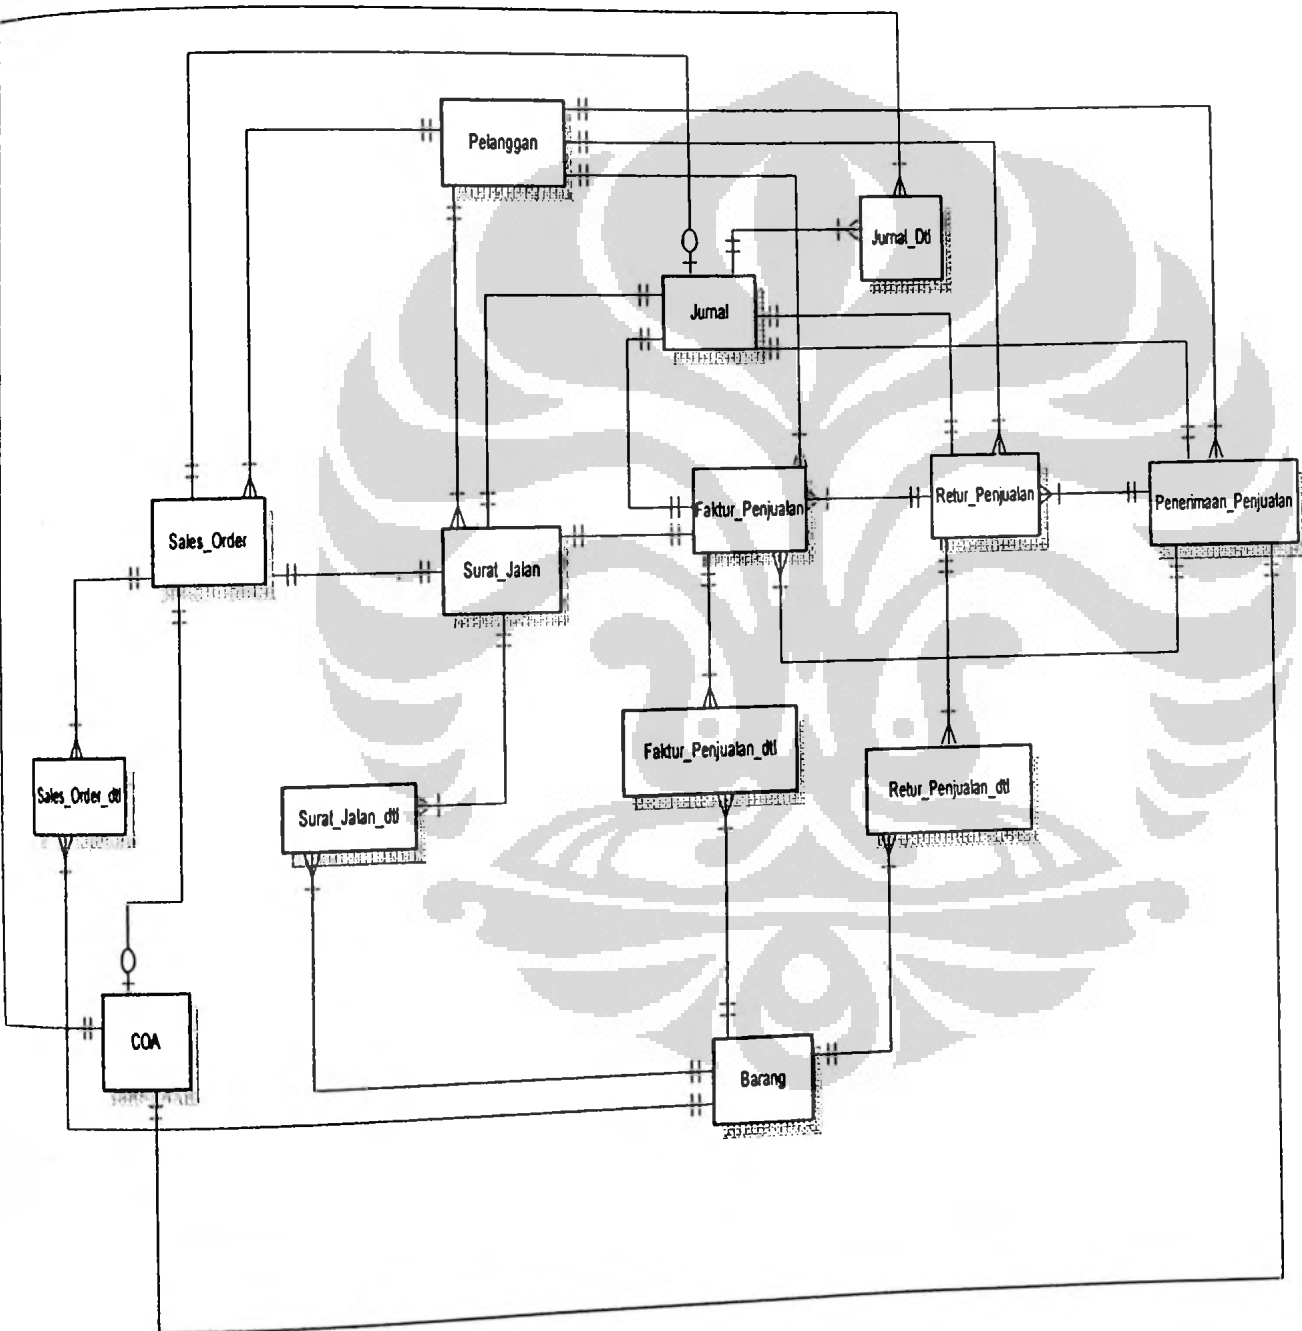 Pelanggan
Jurnal_Dtl
Jurnal
Sales_Order
Surat_Jalan
Faktur_Penjualan
Retur_Penjualan
Penerimaan_Penjualan
Sales_Order_dtl
Surat_Jalan_dtl
Faktur_Penjualan_dtl
Retur_Penjualan_dtl
COA
Barang